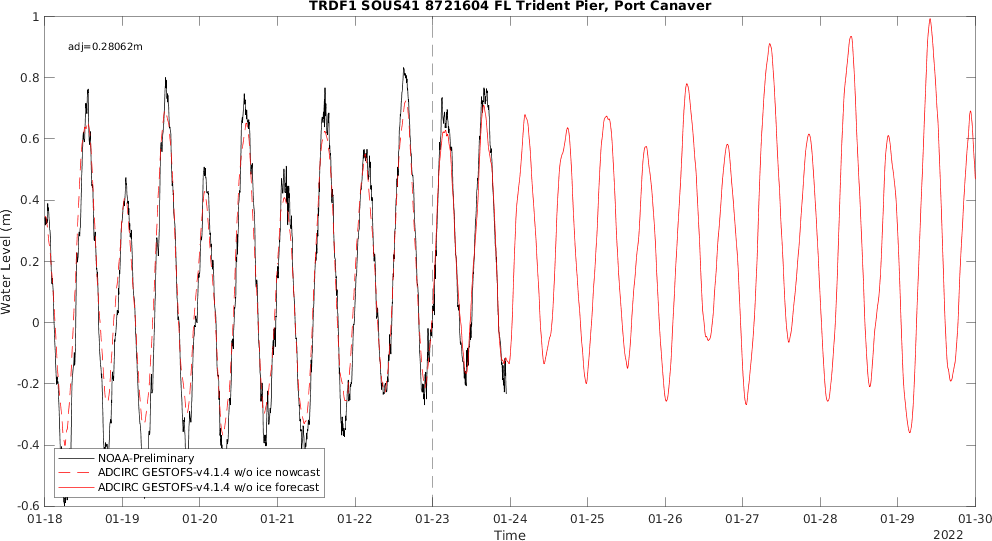 TRDF1 SOUS41 8721604 FL Trident Pier, Port Canaver
adj=0.28062m
1
0.8
0.6
0.4
0.2
0
-0.2
-0.4
-0.6
Water Level (m)
NOAA-Preliminary
ADCIRC GESTOFS-v4.1.4 w/o ice nowcast
ADCIRC GESTOFS-v4.1.4 w/o ice forecast
01-18 01-19 01-20 01-21 01-22 01-23 01-24 01-25 01-26 01-27 01-28 01-29 01-30
Time
2022